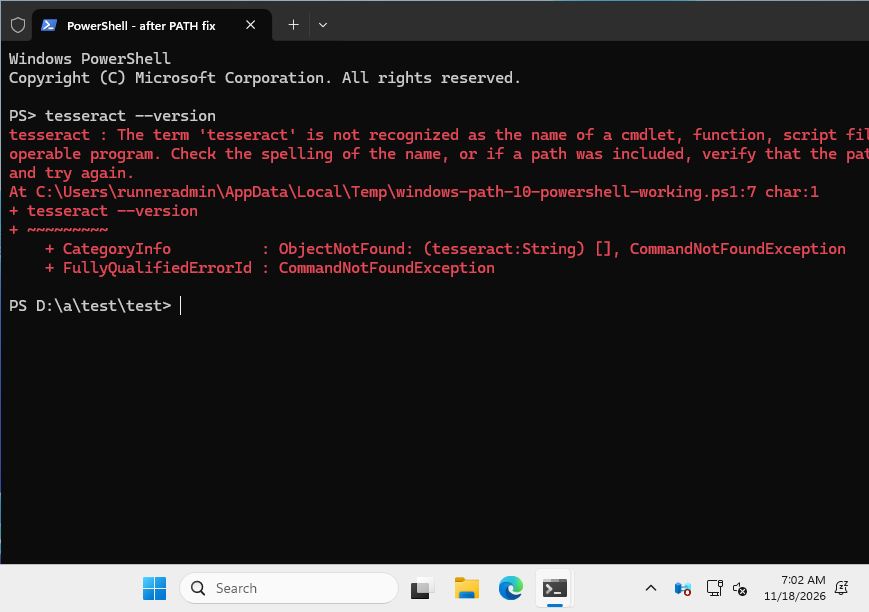 PowerShell - after PATH fix
Windows PowerShell
Copyright (C) Microsoft Corporation. All rights reserved.
PS> tesseract --version
tesseract : The term 'tesseract' is not recognized as the name of a cmdlet, function, script fil
operable program. Check the spelling of the name, or if a path was included, verify that the pat
and try again.
At C:\Users\runneradmin\AppData\Local\Temp\windows-path-10-powershell-working.ps1:7 char:1
+ tesseract --version
+ ~~~~~~~~~
    + CategoryInfo          : ObjectNotFound: (tesseract:String) [], CommandNotFoundException
    + FullyQualifiedErrorId : CommandNotFoundException
PS D:\a\test\test>
Search
7:02 AM
11/18/2026